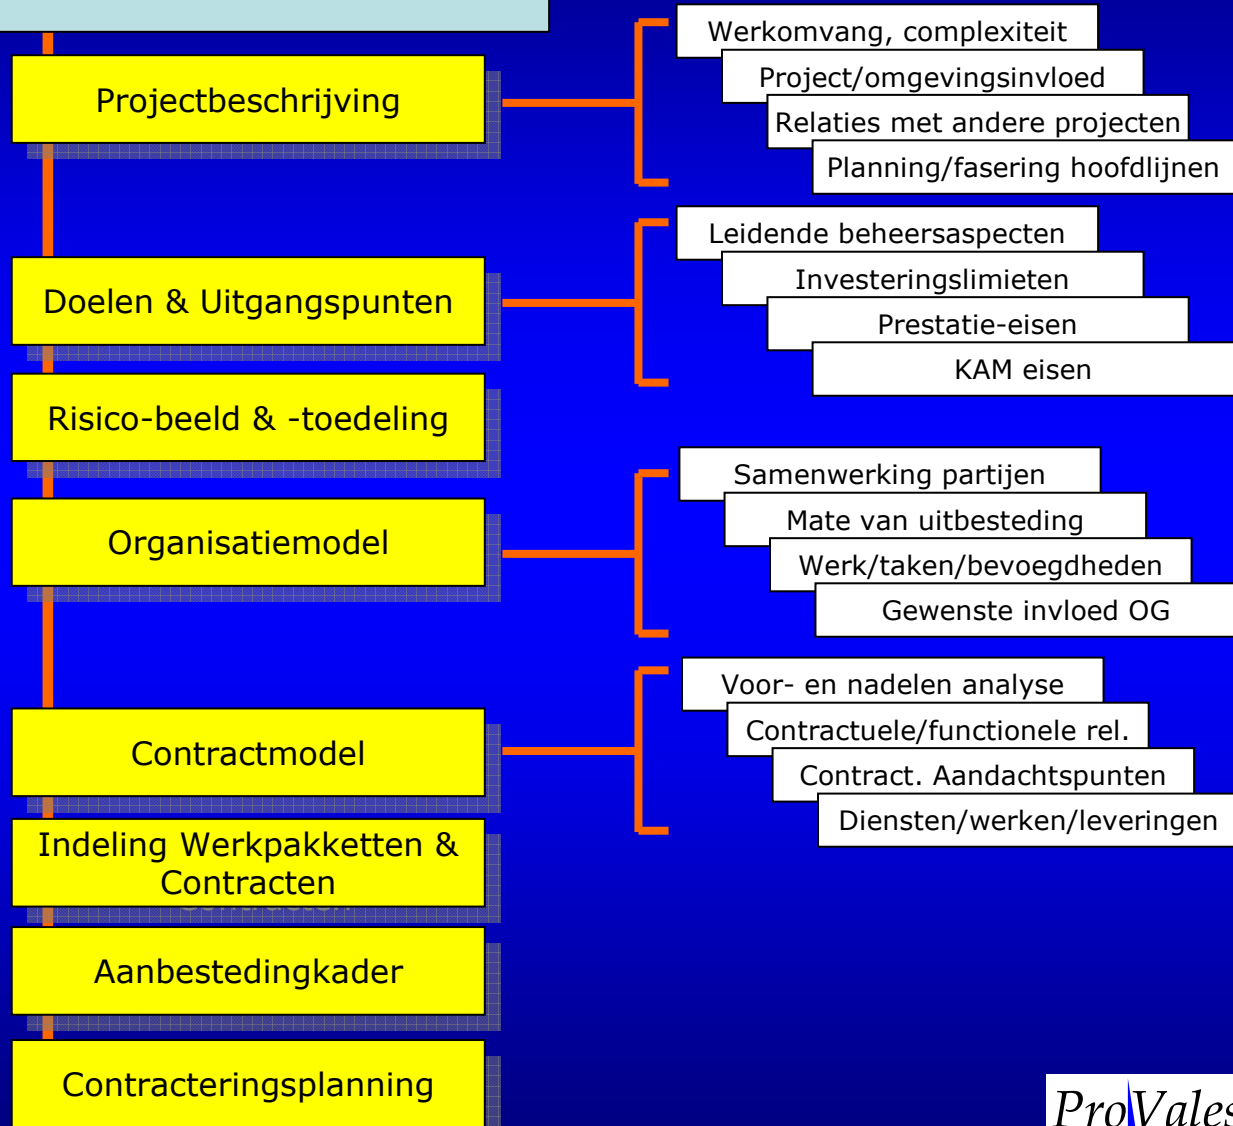 Projectbeschrijving
Werkomvang, complexiteit
Project/omgevingsinvloed
Relaties met andere projecten
Planning/fasering hoofdlijnen
Doelen & Uitgangspunten
Leidende beheersaspecten
Investeringslimieten
Prestatie-eisen
KAM eisen
Risico-beeld & -toedeling
Organisatiemodel
Samenwerking partijen
Mate van uitbesteding
Werk/taken/bevoegdheden
Gewenste invloed OG
Contractmodel
Voor- en nadelen analyse
Contractuele/functionele rel.
Contract. Aandachtspunten
Diensten/werken/leveringen
Indeling Werkpakketten &
Contracten
Aanbestedingkader
Contracteringsplanning
ProVales